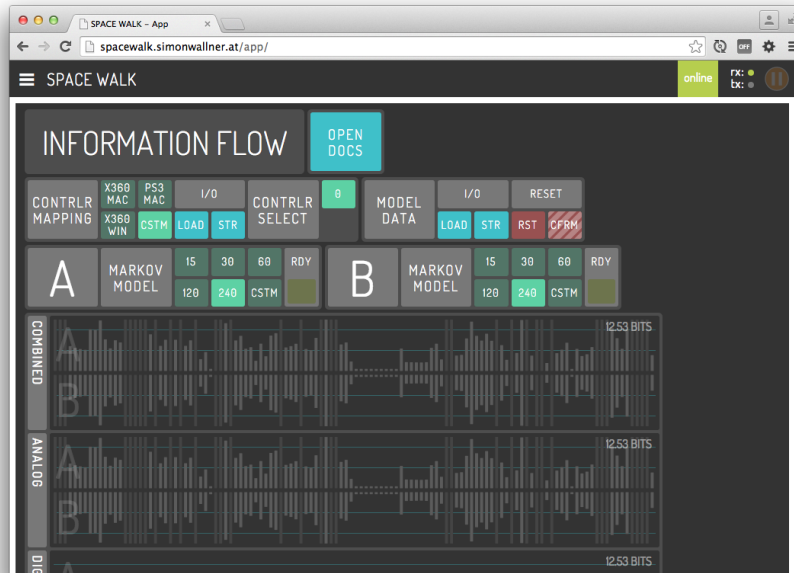 SPACE WALK - App
spacewalk.simonwallner.at/app/
OFF
SPACE WALK
online
rx:
tx:
INFORMATION FLOW
OPEN
DOCS
CONTRLR
MAPPING
X360
MAC
PS3
MAC
X360
WIN
CSTM
I/O
LOAD
STR
CONTRLR
SELECT
0
MODEL
DATA
I/O
LOAD
STR
RESET
RST
CFRM
A
MARKOV
MODEL
15
30
60
RDY
120
240
CSTM
B
MARKOV
MODEL
15
30
60
RDY
120
240
CSTM
COMBINED
A
B
12.53 BITS
ANALOG
A
B
12.53 BITS
DIG
A
12.53 BITS